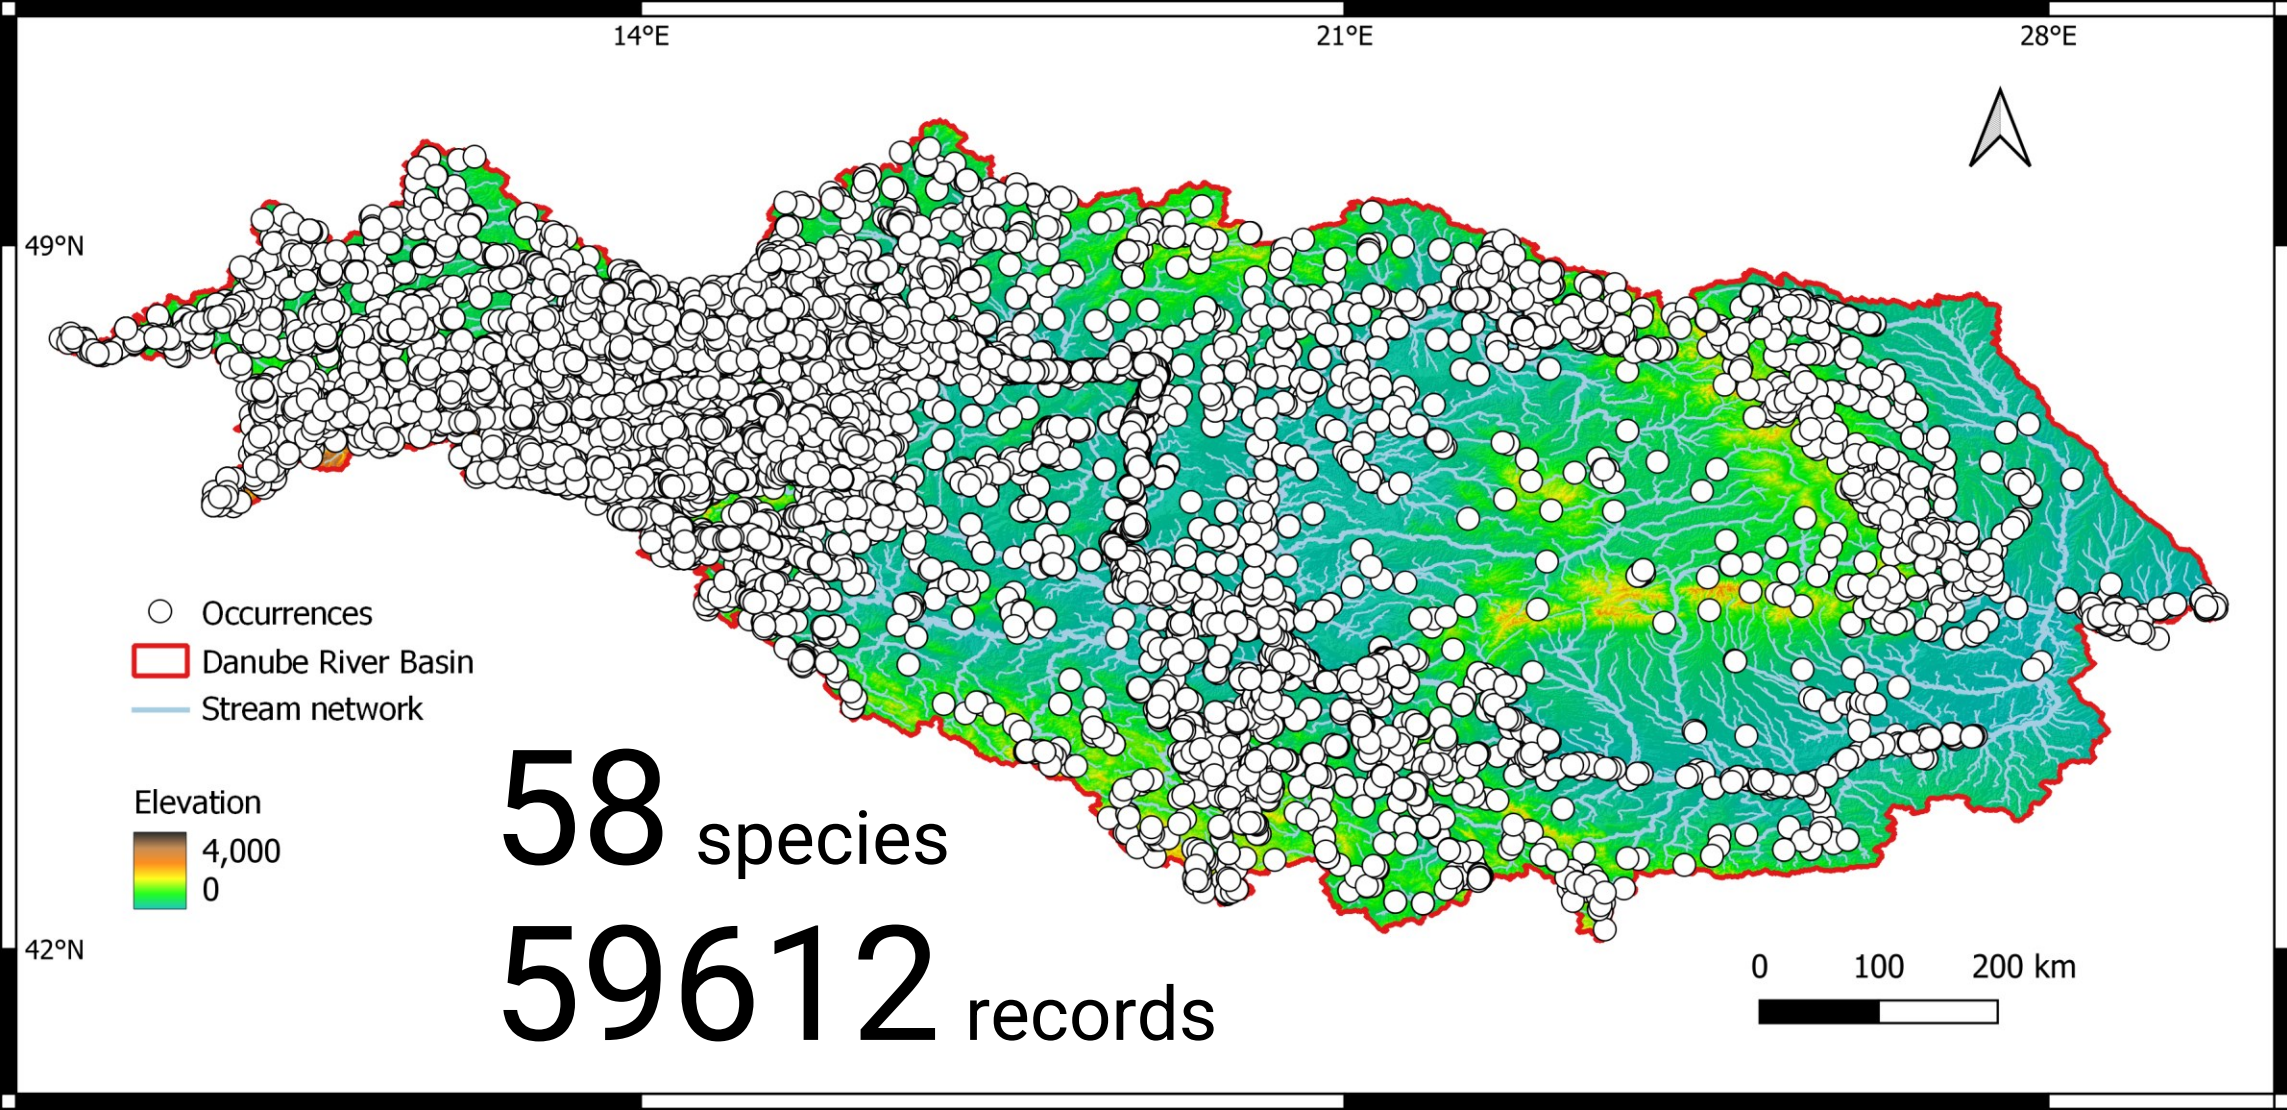 14°E 21°E 28°E
49°N
Occurrences
Danube River Basin
Stream network
Elevation
4,000
0
58 species
59612 records
42°N
0 100 200 km